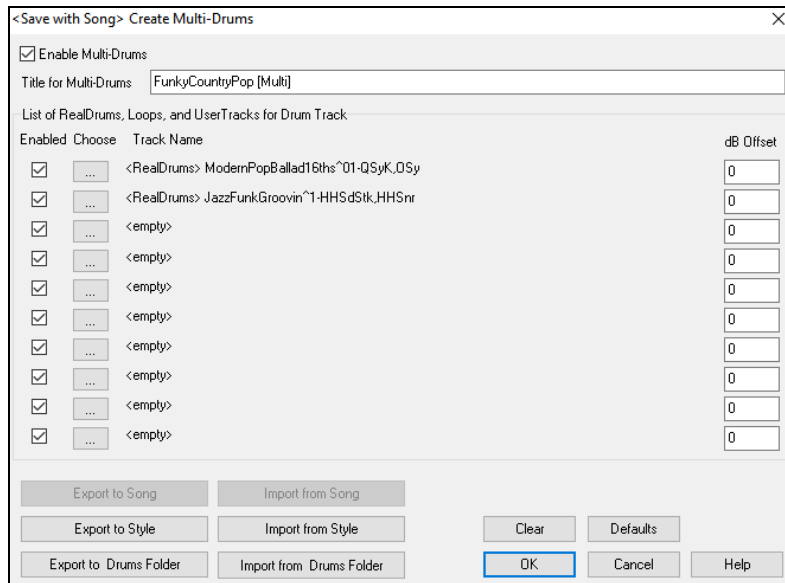 <Save with Song> Create Multi-Drums
Enable Multi-Drums
Title for Multi-Drums FunkyCountryPop [Multi]
List of RealDrums, Loops, and UserTracks for Drum Track
Enabled Choose Track Name dB Offset
... <RealDrums> ModernPopBallad16ths^01-QSyK,OSy 0
... <RealDrums> JazzFunkGroovin^1-HHSdStk,HHSnr 0
... <empty> 0
... <empty> 0
... <empty> 0
... <empty> 0
... <empty> 0
... <empty> 0
... <empty> 0
... <empty> 0
Export to Song Import from Song
Export to Style Import from Style Clear Defaults
Export to Drums Folder Import from Drums Folder OK Cancel Help